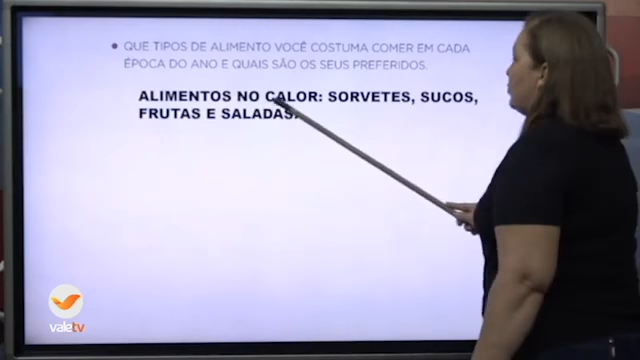 • QUE TIPOS DE ALIMENTO VOCÊ COSTUMA COMER EM CADA
ÉPOCA DO ANO E QUAIS SÃO OS SEUS PREFERIDOS.
ALIMENTOS NO CALOR: SORVETES, SUCOS,
FRUTAS E SALADAS.
valetv